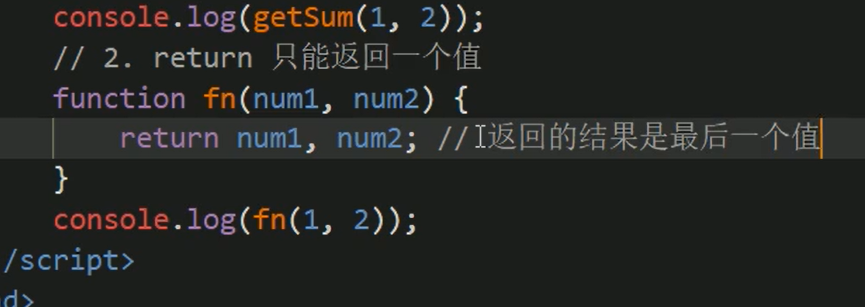 console.log(getSum(1, 2));
// 2. return 只能返回一个值
function fn(num1, num2) {
return num1, num2; // 返回的结果是最后一个值
}
console.log(fn(1, 2));
/script>
d>